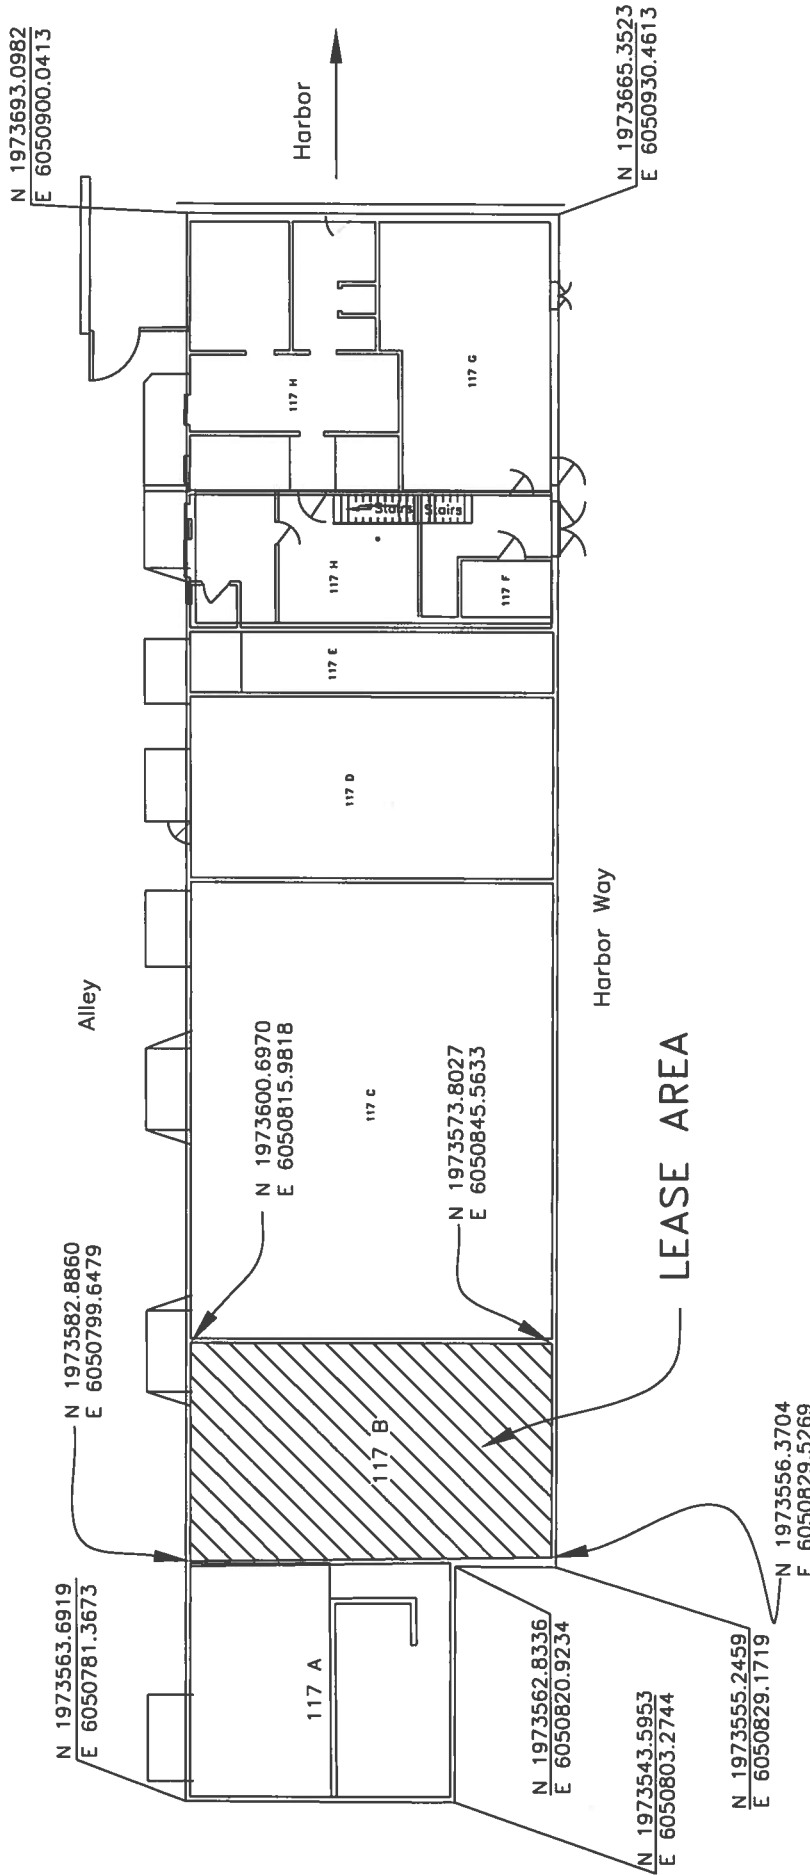 N 1973693.0982
E 6050900.0413
Harbor
N 1973665.3523
E 6050930.4613
117 H
117 G
Stairs
Stairs
117 H
117 F
117 E
117 D
Alley
Harbor Way
117 C
N 1973600.6970
E 6050815.9818
N 1973573.8027
E 6050845.5633
LEASE AREA
N 1973582.8860
E 6050799.6479
117 B
N 1973563.6919
E 6050781.3673
117 A
N 1973562.8336
E 6050820.9234
N 1973543.5953
E 6050803.2744
N 1973555.2459
E 6050829.1719
N 1973556.3704
E 6050829.5269